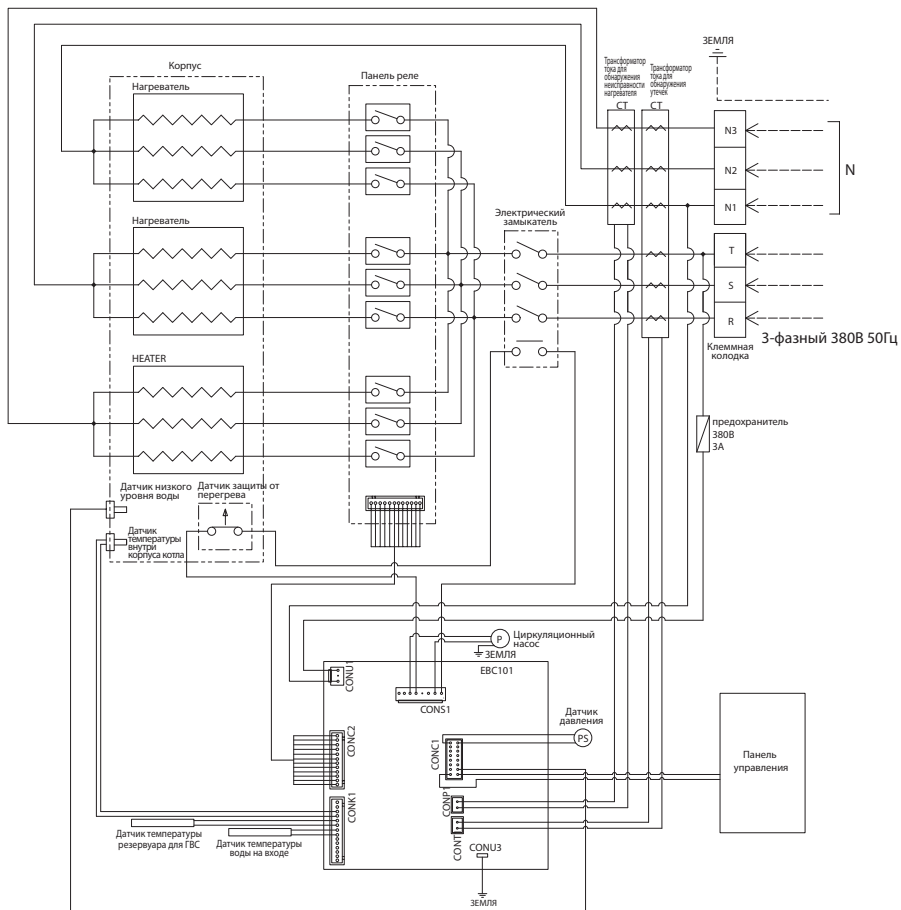 ЗЕМЛЯ
Трансформатор
тока для
обнаружения
неисправности
нагревателя
CT
Трансформатор
тока для
обнаружения
утечек
CT
Корпус
Нагреватель
Панель реле
N3
N2
N1
N
Нагреватель
Электрический
замыкатель
T
S
R
3-фазный 380В 50Гц
Клеммная
колодка
HEATER
предохранитель
380В
3А
Датчик низкого
уровня воды
Датчик защиты от
перегрева
Датчик
температуры
внутри
корпуса котла
P
Циркуляционный
насос
ЗЕМЛЯ
EBC101
CONU1
CONS1
Датчик
давления
PS
CONC2
CONC1
Панель
управления
CONP1
CONK1
CONT
CONU3
Датчик температуры
резервуара для ГВС
Датчик температуры
воды на входе
ЗЕМЛЯ